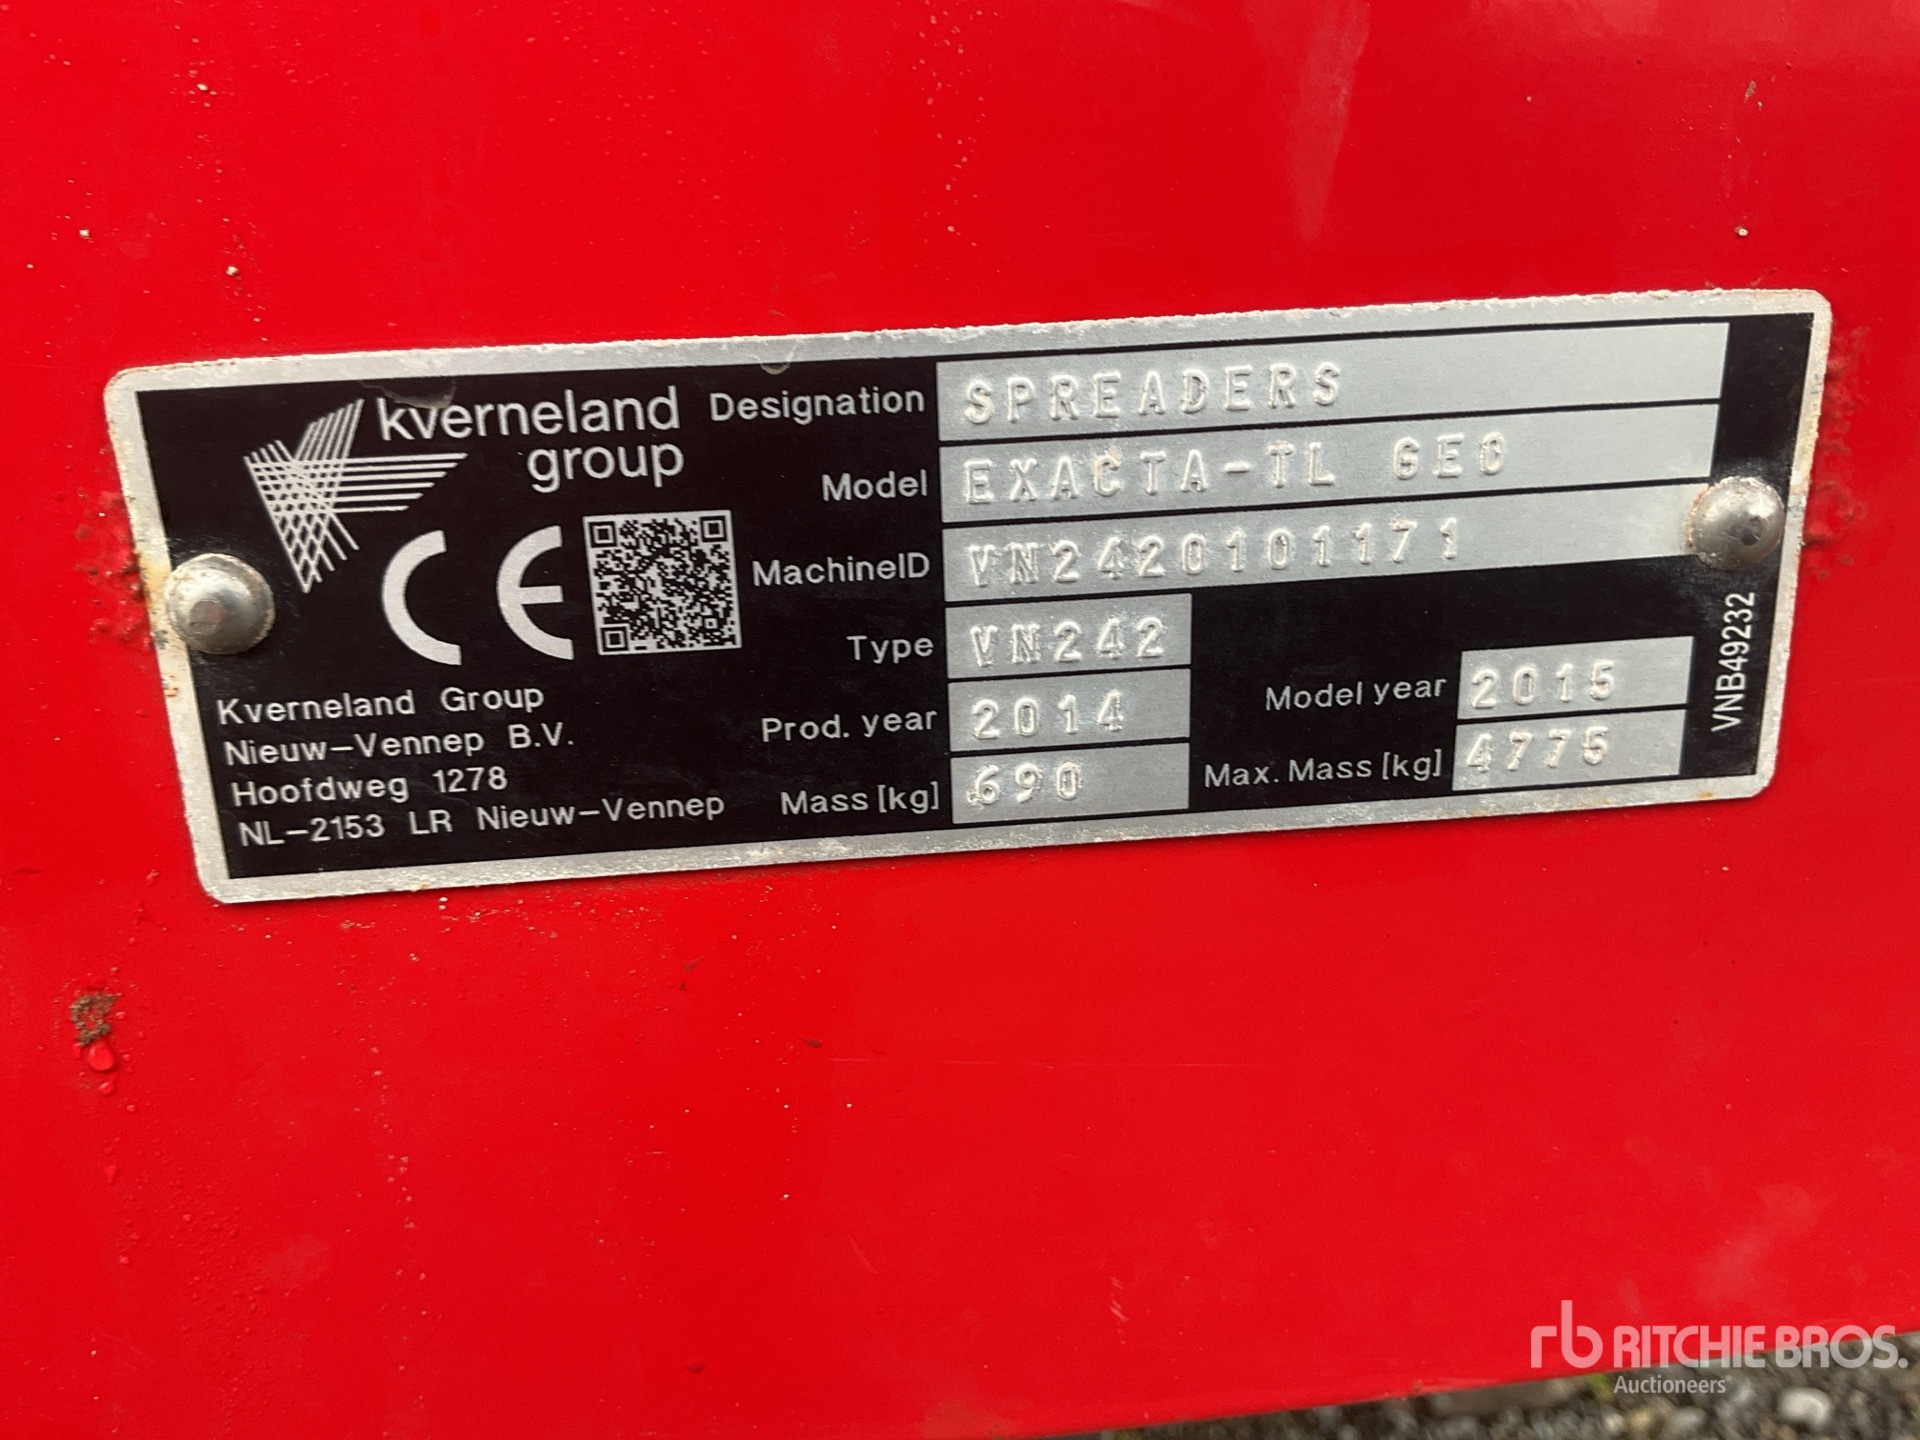 kverneland
group
CE
Designation SPREADERS
Model EXACTA-TL GEO
MachineID VN2420101171
Type VN242
Prod. year 2014 Model year 2015
Mass [kg] 690 Max. Mass [kg] 4775
Kverneland Group
Nieuw-Vennep B.V.
Hoofdweg 1278
NL-2153 LR Nieuw-Vennep
VNB49232
rb RITCHIE BROS.
Auctioneers